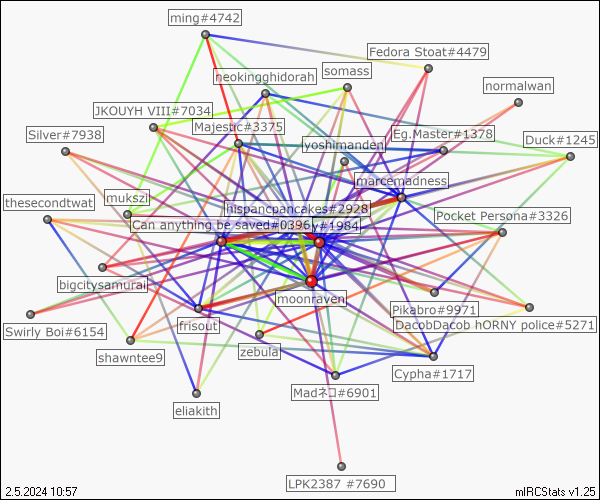 ming#4742
Fedora Stoat#4479
somass
neokingghidorah
normalwan
JKOUYH VIII#7034
Majestic#3375
Eg.Master#1378
Silver#7938
Duck#1245
yoshimanden
marcemadness
mukszi
thesecondtwat
hispancpancakes#2928
Pocket Persona#3326
Can anything be saved#0396
y#1984
bigcitysamurai
moonraven
Pikabro#9971
Swirly Boi#6154
frisout
DacobDacob hORNY police#5271
shawntee9
zebula
Cypha#1717
Madネコ#6901
eliakith
LPK2387 #7690
2.5.2024 10:57
mIRCStats v1.25